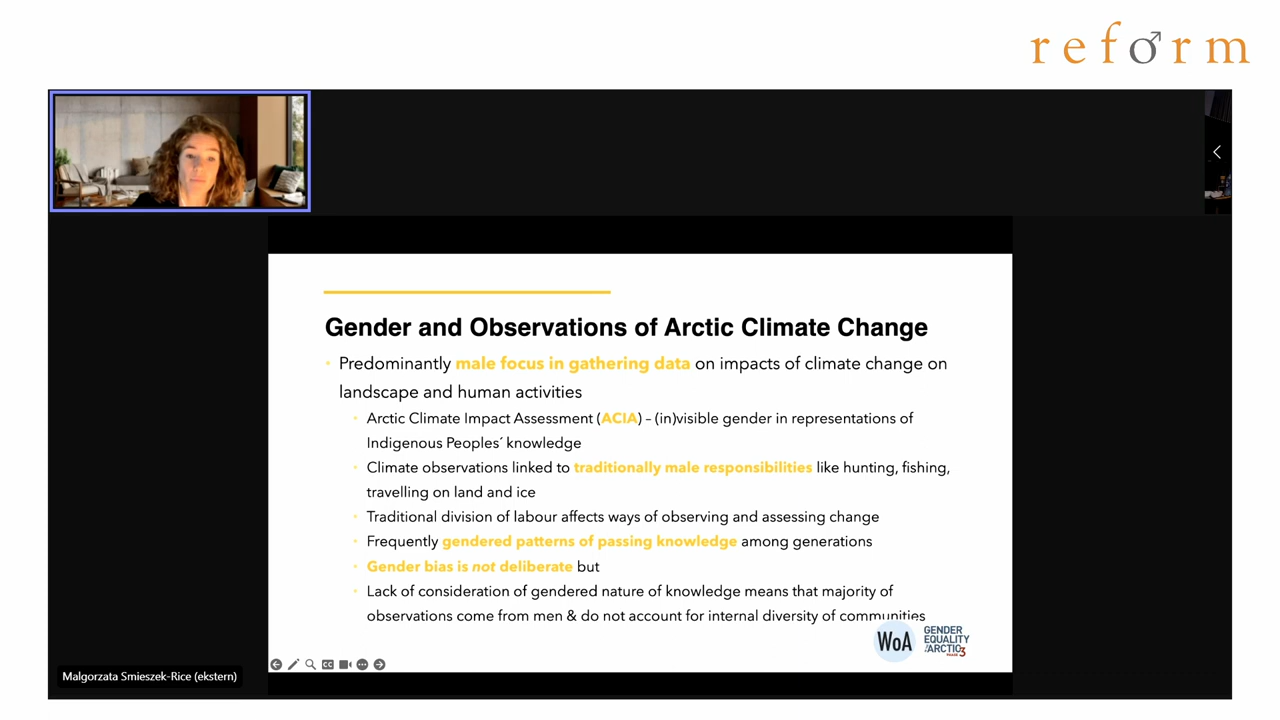 reform
Gender and Observations of Arctic Climate Change
Predominantly male focus in gathering data on impacts of climate change on
landscape and human activities
Arctic Climate Impact Assessment (ACIA) – (in)visible gender in representations of
Indigenous Peoples´ knowledge
Climate observations linked to traditionally male responsibilities like hunting, fishing,
travelling on land and ice
Traditional division of labour affects ways of observing and assessing change
Frequently gendered patterns of passing knowledge among generations
Gender bias is not deliberate but
Lack of consideration of gendered nature of knowledge means that majority of
observations come from men & do not account for internal diversity of communities
WoA
GENDER
EQUALITY
ARCTIC
PHASE 3
CC
Malgorzata Smieszek-Rice (ekstern)